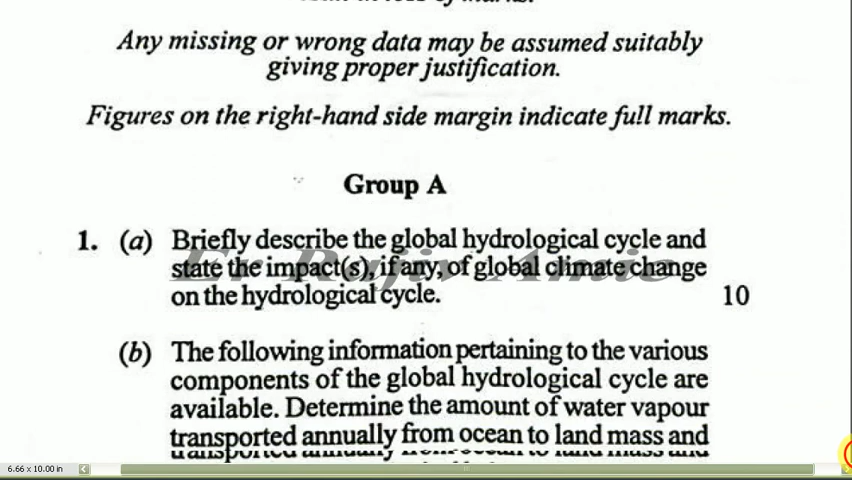 Any missing or wrong data may be assumed suitably
giving proper justification.
Figures on the right-hand side margin indicate full marks.
Group A
1. (a) Briefly describe the global hydrological cycle and
state the impact(s), if any, of global climate change
on the hydrological cycle. 10
Er Rajiv Amie
(b) The following information pertaining to the various
components of the global hydrological cycle are
available. Determine the amount of water vapour
transported annually from ocean to land mass and
6.66 x 10.00 in